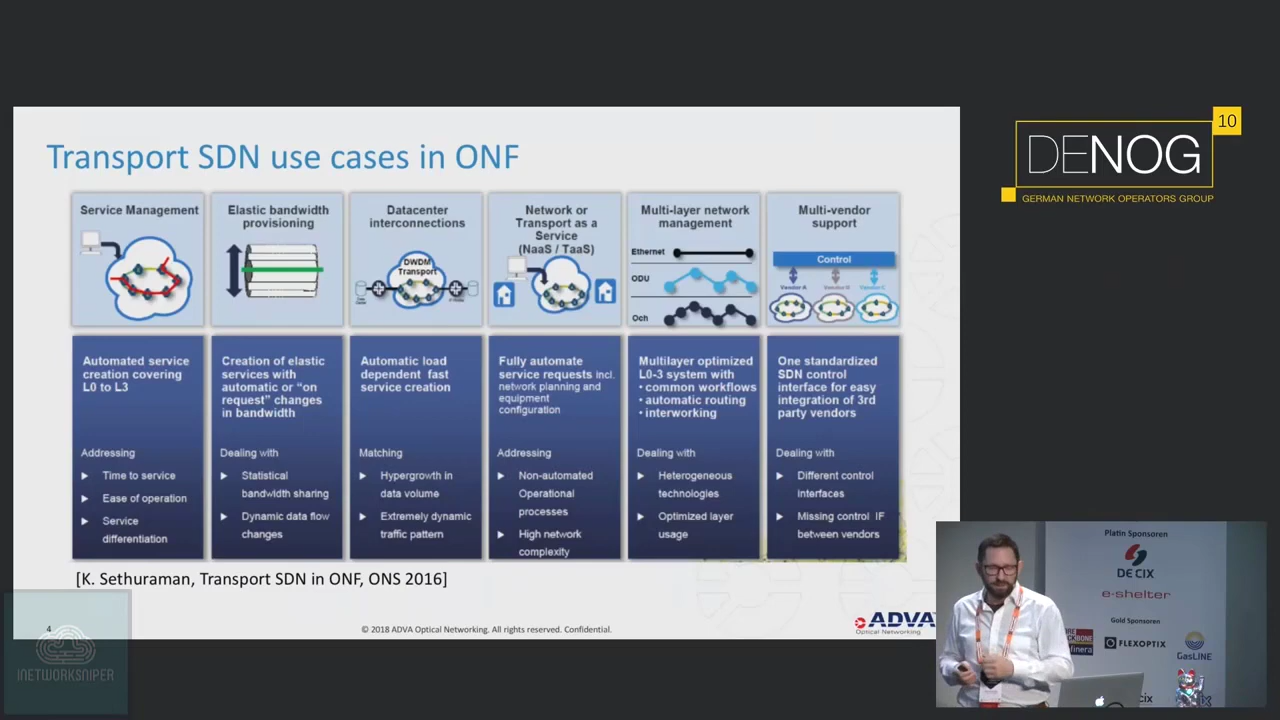 Transport SDN use cases in ONF
Service Management
Elastic bandwidth
provisioning
Datacenter
interconnections
DWDM
Transport
Network or
Transport as a
Service
(NaaS / TaaS)
Multi-layer network
management
Ethernet
ODU
Och
Multi-vendor
support
Control
Vendor A
Vendor B
Vendor C
Automated service
creation covering
L0 to L3
Addressing
Time to service
Ease of operation
Service
differentiation
Creation of elastic
services with
automatic or “on
request” changes
in bandwidth
Dealing with
Statistical
bandwidth sharing
Dynamic data flow
changes
Automatic load
dependent fast
service creation
Matching
Hypergrowth in
data volume
Extremely dynamic
traffic pattern
Fully automate
service requests incl.
network planning and
equipment
configuration
Addressing
Non-automated
Operational
processes
High network
complexity
Multilayer optimized
L0-3 system with
• common workflows
• automatic routing
• interworking
Dealing with
Heterogeneous
technologies
Optimized layer
usage
One standardized
SDN control
interface for easy
integration of 3rd
party vendors
Dealing with
Different control
interfaces
Missing control IF
between vendors
[K. Sethuraman, Transport SDN in ONF, ONS 2016]
4
© 2018 ADVA Optical Networking. All rights reserved. Confidential.
ADVA
Optical Networking
INETWORKSNIPER
10
DENOG
GERMAN NETWORK OPERATORS GROUP
Platin Sponsoren
DE CIX
e-shelter
Gold Sponsoren
FLEXOPTIX
GasLINE